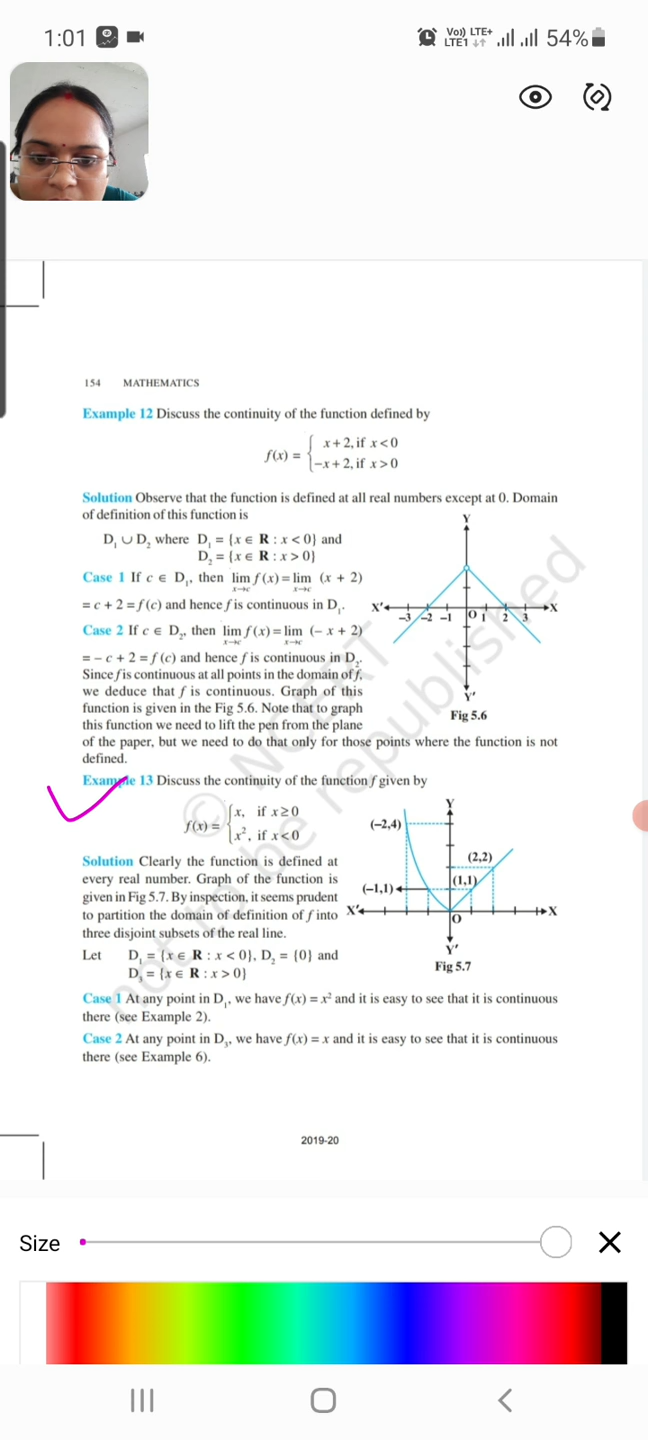 1:01 Vo)) LTE+ LTE1 54%
154 MATHEMATICS
Example 12 Discuss the continuity of the function defined by
f(x) = { x + 2, if x < 0
−x + 2, if x > 0
Solution Observe that the function is defined at all real numbers except at 0. Domain
of definition of this function is
D₁ ∪ D₂ where D₁ = {x ∈ R : x < 0} and
D₂ = {x ∈ R : x > 0}
Case 1 If c ∈ D₁, then lim x→c f(x) = lim x→c (x + 2)
= c + 2 = f (c) and hence f is continuous in D₁.
Case 2 If c ∈ D₂, then lim x→c f(x) = lim x→c (− x + 2)
= − c + 2 = f (c) and hence f is continuous in D₂.
Since f is continuous at all points in the domain of f,
we deduce that f is continuous. Graph of this
function is given in the Fig 5.6. Note that to graph
this function we need to lift the pen from the plane
of the paper, but we need to do that only for those points where the function is not
defined.
Y
X′ −3 −2 −1 O 1 2 3 X
Y′
Fig 5.6
Example 13 Discuss the continuity of the function f given by
f(x) = { x, if x ≥ 0
x², if x < 0
Solution Clearly the function is defined at
every real number. Graph of the function is
given in Fig 5.7. By inspection, it seems prudent
to partition the domain of definition of f into
three disjoint subsets of the real line.
Let D₁ = {x ∈ R : x < 0}, D₂ = {0} and
D₃ = {x ∈ R : x > 0}
Y
(−2,4)
(2,2)
(−1,1) (1,1)
X′ O X
Y′
Fig 5.7
Case 1 At any point in D₁, we have f(x) = x² and it is easy to see that it is continuous
there (see Example 2).
Case 2 At any point in D₃, we have f(x) = x and it is easy to see that it is continuous
there (see Example 6).
© NCERT
not to be republished
2019-20
Size